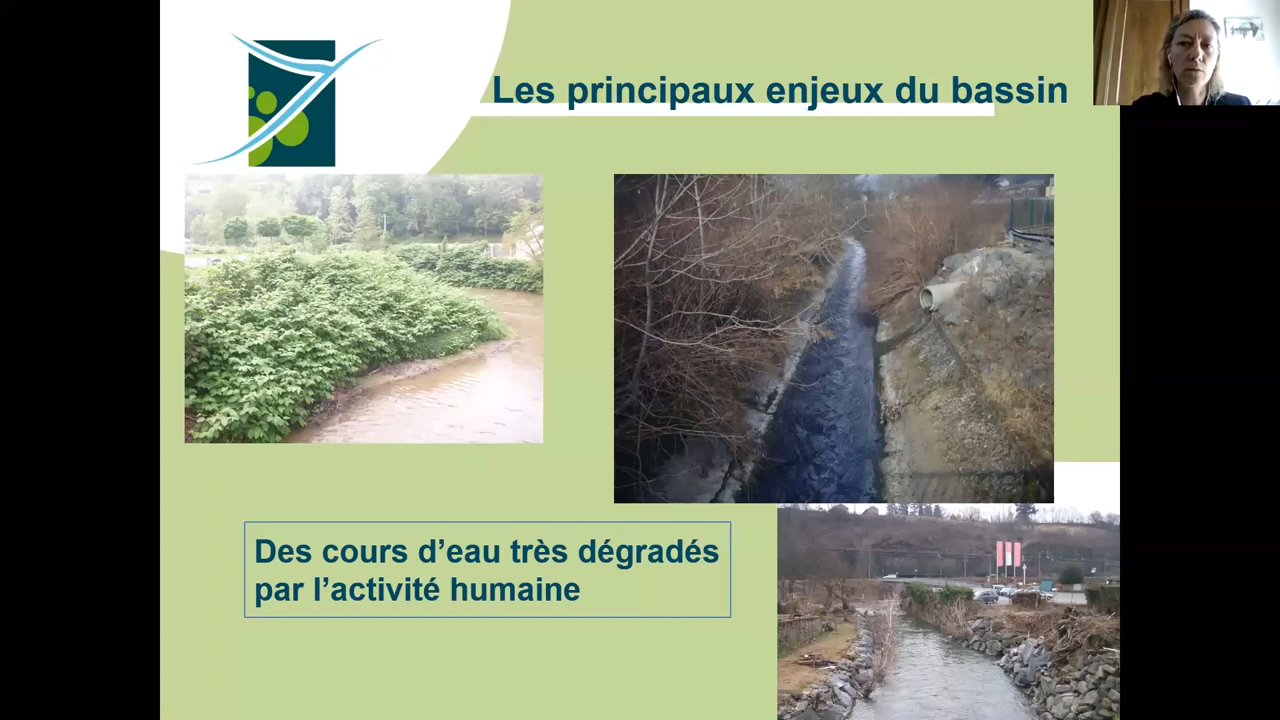 Les principaux enjeux du bassin
Des cours d’eau très dégradés
par l’activité humaine